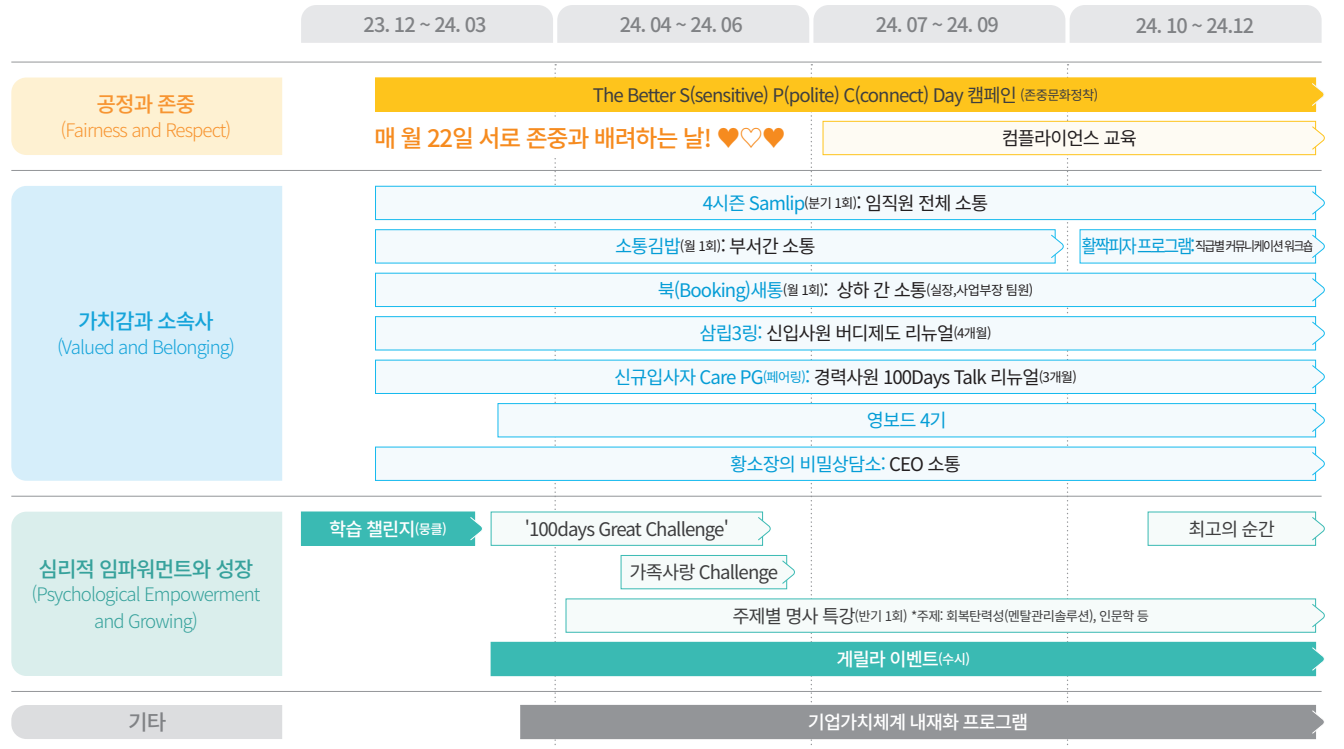 23. 12 ~ 24. 03
24. 04 ~ 24. 06
24. 07 ~ 24. 09
24. 10 ~ 24.12
공정과 존중
(Fairness and Respect)
The Better S(sensitive) P(polite) C(connect) Day 캠페인 (존중문화정착)
매 월 22일 서로 존중과 배려하는 날! ♥♡♥
컴플라이언스 교육
가치감과 소속사
(Valued and Belonging)
4시즌 Samlip(분기 1회): 임직원 전체 소통
소통김밥(월 1회): 부서간 소통
활짝피자 프로그램: 직급별 커뮤니케이션 워크숍
북(Booking)새통(월 1회): 상하 간 소통(실장,사업부장 팀원)
삼립3링: 신입사원 버디제도 리뉴얼(4개월)
신규입사자 Care PG(페어링): 경력사원 100Days Talk 리뉴얼(3개월)
영보드 4기
황소장의 비밀상담소: CEO 소통
심리적 임파워먼트와 성장
(Psychological Empowerment
and Growing)
학습 챌린지(뭉클)
'100days Great Challenge'
최고의 순간
가족사랑 Challenge
주제별 명사 특강(반기 1회) *주제: 회복탄력성(멘탈관리솔루션), 인문학 등
게릴라 이벤트(수시)
기타
기업가치체계 내재화 프로그램